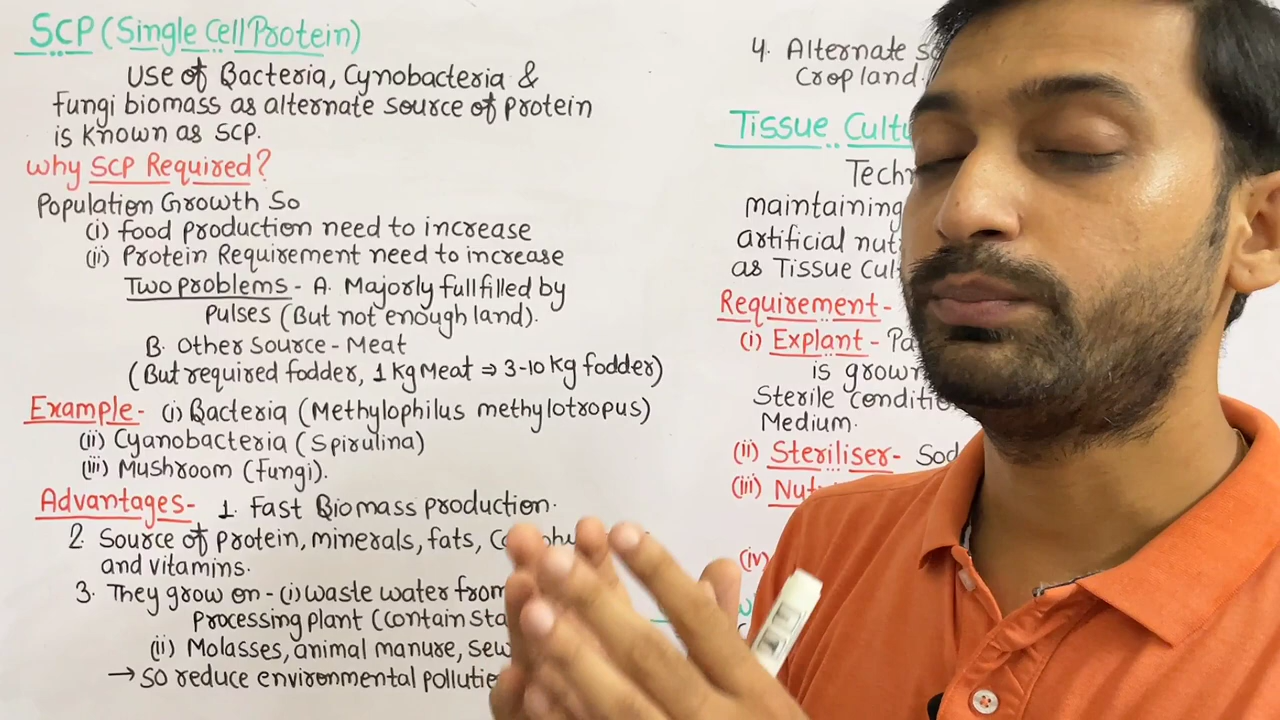 SCP (Single Cell Protein)
Use of Bacteria, Cynobacteria &
Fungi biomass as alternate source of protein
is known as SCP.
Why SCP Required?
Population Growth So
(i) food production need to increase
(ii) Protein Requirement need to increase
Two problems - A. Majorly fullfilled by
Pulses (But not enough land).
B. Other Source - Meat
(But required fodder, 1 Kg Meat ⇒ 3-10 Kg fodder)
Example - (i) Bacteria (Methylophilus methylotropus)
(ii) Cyanobacteria (Spirulina)
(iii) Mushroom (Fungi).
Advantages - 1. Fast Biomass production.
2. Source of protein, minerals, fats,
and vitamins.
3. They grow on - (i) waste water from
Processing plant (contain
(ii) Molasses, animal manure,
→ So reduce environmental
4. Alternate
Crop land.
Tissue
maintaining
artificial
as Tissue
Requirement -
(i) Explant -
is
Sterile
Medium.
(ii) Steriliser -
(iii)
(iv)